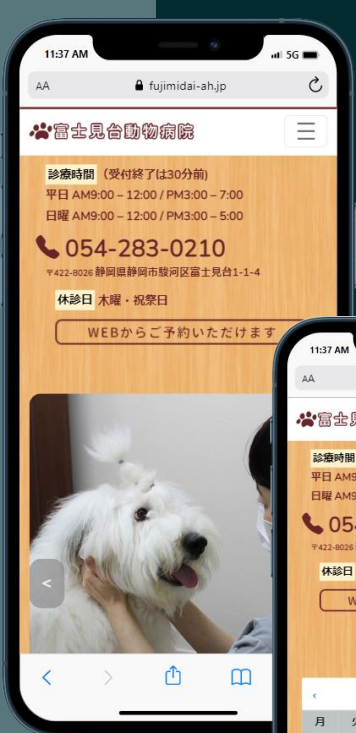 11:37 AM
5G
AA
fujimidai-ah.jp
富士見台動物病院
診療時間 (受付終了は30分前)
平日 AM9:00 – 12:00 / PM3:00 – 7:00
日曜 AM9:00 – 12:00 / PM3:00 – 5:00
054-283-0210
〒422-8026 静岡県静岡市駿河区富士見台1-1-4
休診日 木曜・祝祭日
WEBからご予約いただけます
<
11:37 AM
AA
富士
診療時間
平日 AM9
日曜 AM9
05
〒422-8026
休診日
W
月